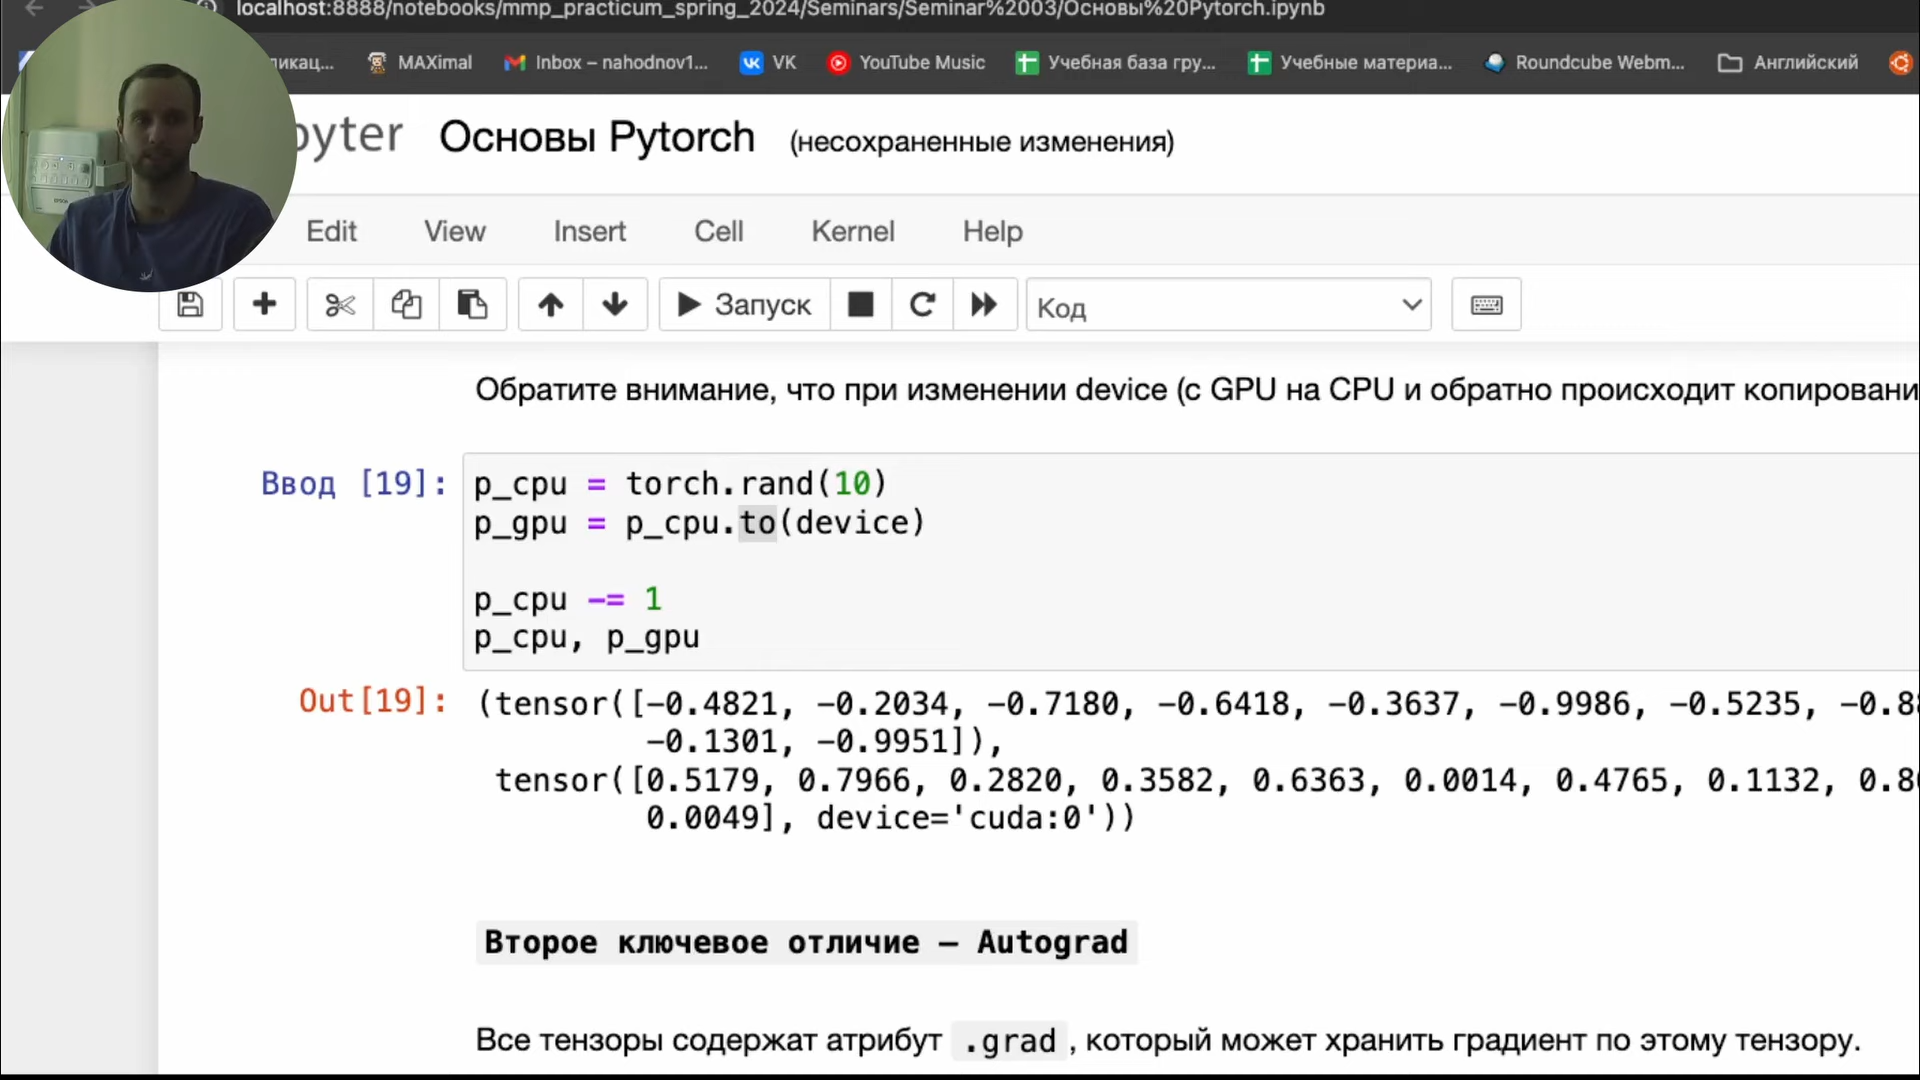 localhost:8888/notebooks/mmp_practicum_spring_2024/Seminars/Seminar%2003/Основы%20Pytorch.ipynb
ликац... MAXimal Inbox – nahodnov1... VK YouTube Music Учебная база гру... Учебные материа... Roundcube Webm... Английский
pyter Основы Pytorch (несохраненные изменения)
Edit View Insert Cell Kernel Help
Запуск Код
Обратите внимание, что при изменении device (с GPU на CPU и обратно происходит копировани
Ввод [19]: p_cpu = torch.rand(10)
p_gpu = p_cpu.to(device)
p_cpu -= 1
p_cpu, p_gpu
Out[19]: (tensor([-0.4821, -0.2034, -0.7180, -0.6418, -0.3637, -0.9986, -0.5235, -0.88
-0.1301, -0.9951]),
tensor([0.5179, 0.7966, 0.2820, 0.3582, 0.6363, 0.0014, 0.4765, 0.1132, 0.86
0.0049], device='cuda:0'))
Второе ключевое отличие – Autograd
Все тензоры содержат атрибут .grad, который может хранить градиент по этому тензору.